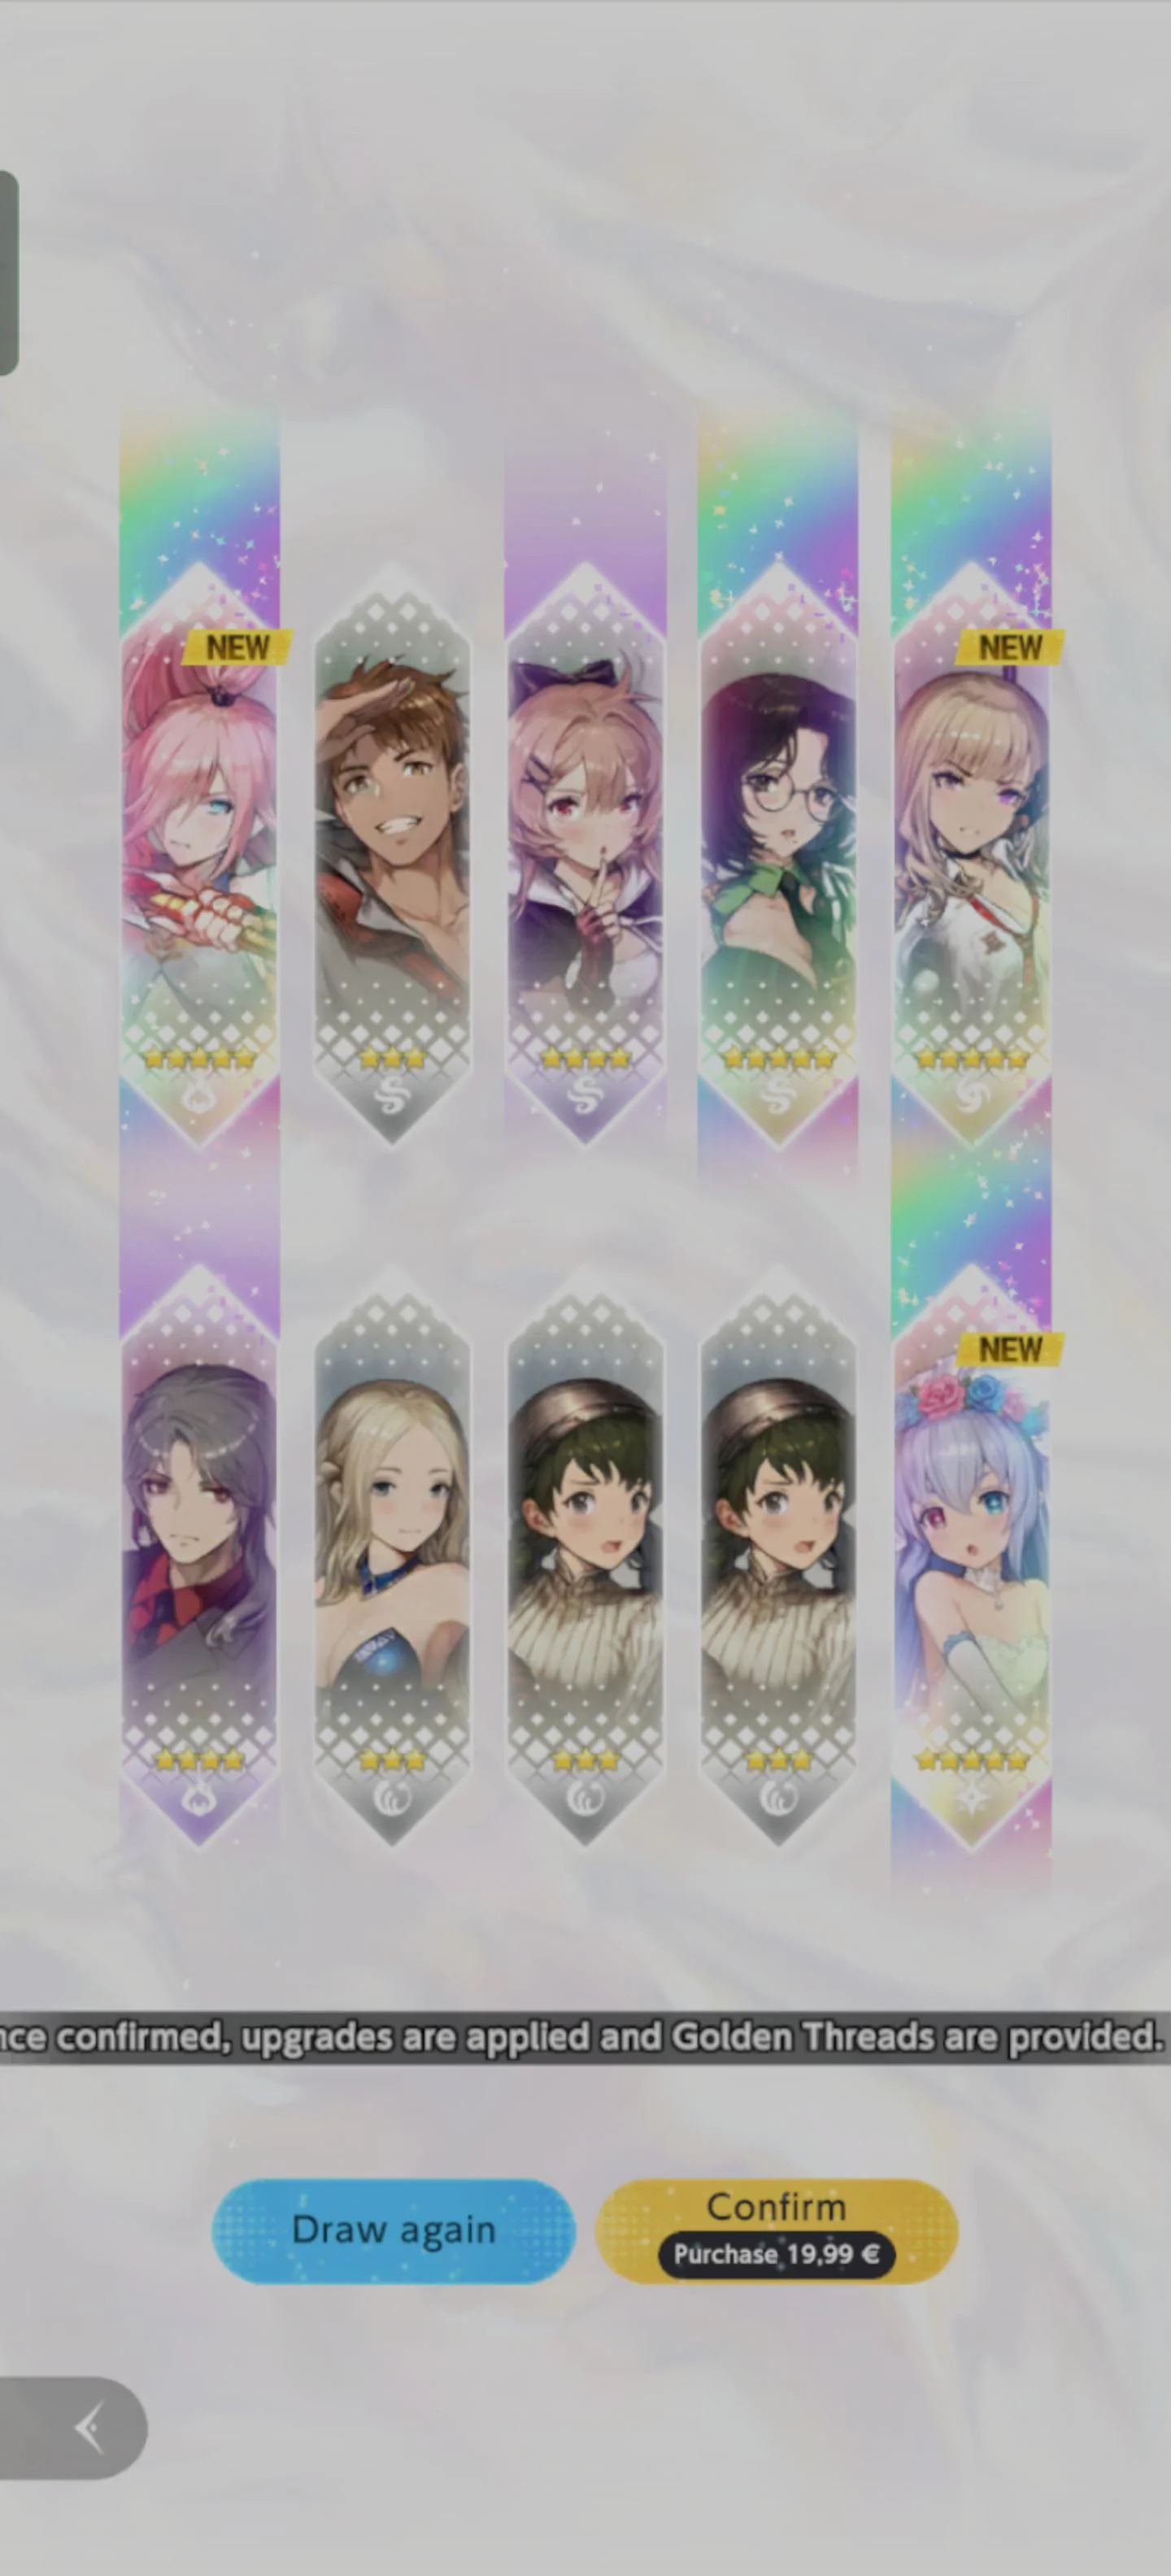 NEW
NEW
NEW
nce confirmed, upgrades are applied and Golden Threads are provided.
Draw again
Confirm
Purchase 19,99 €